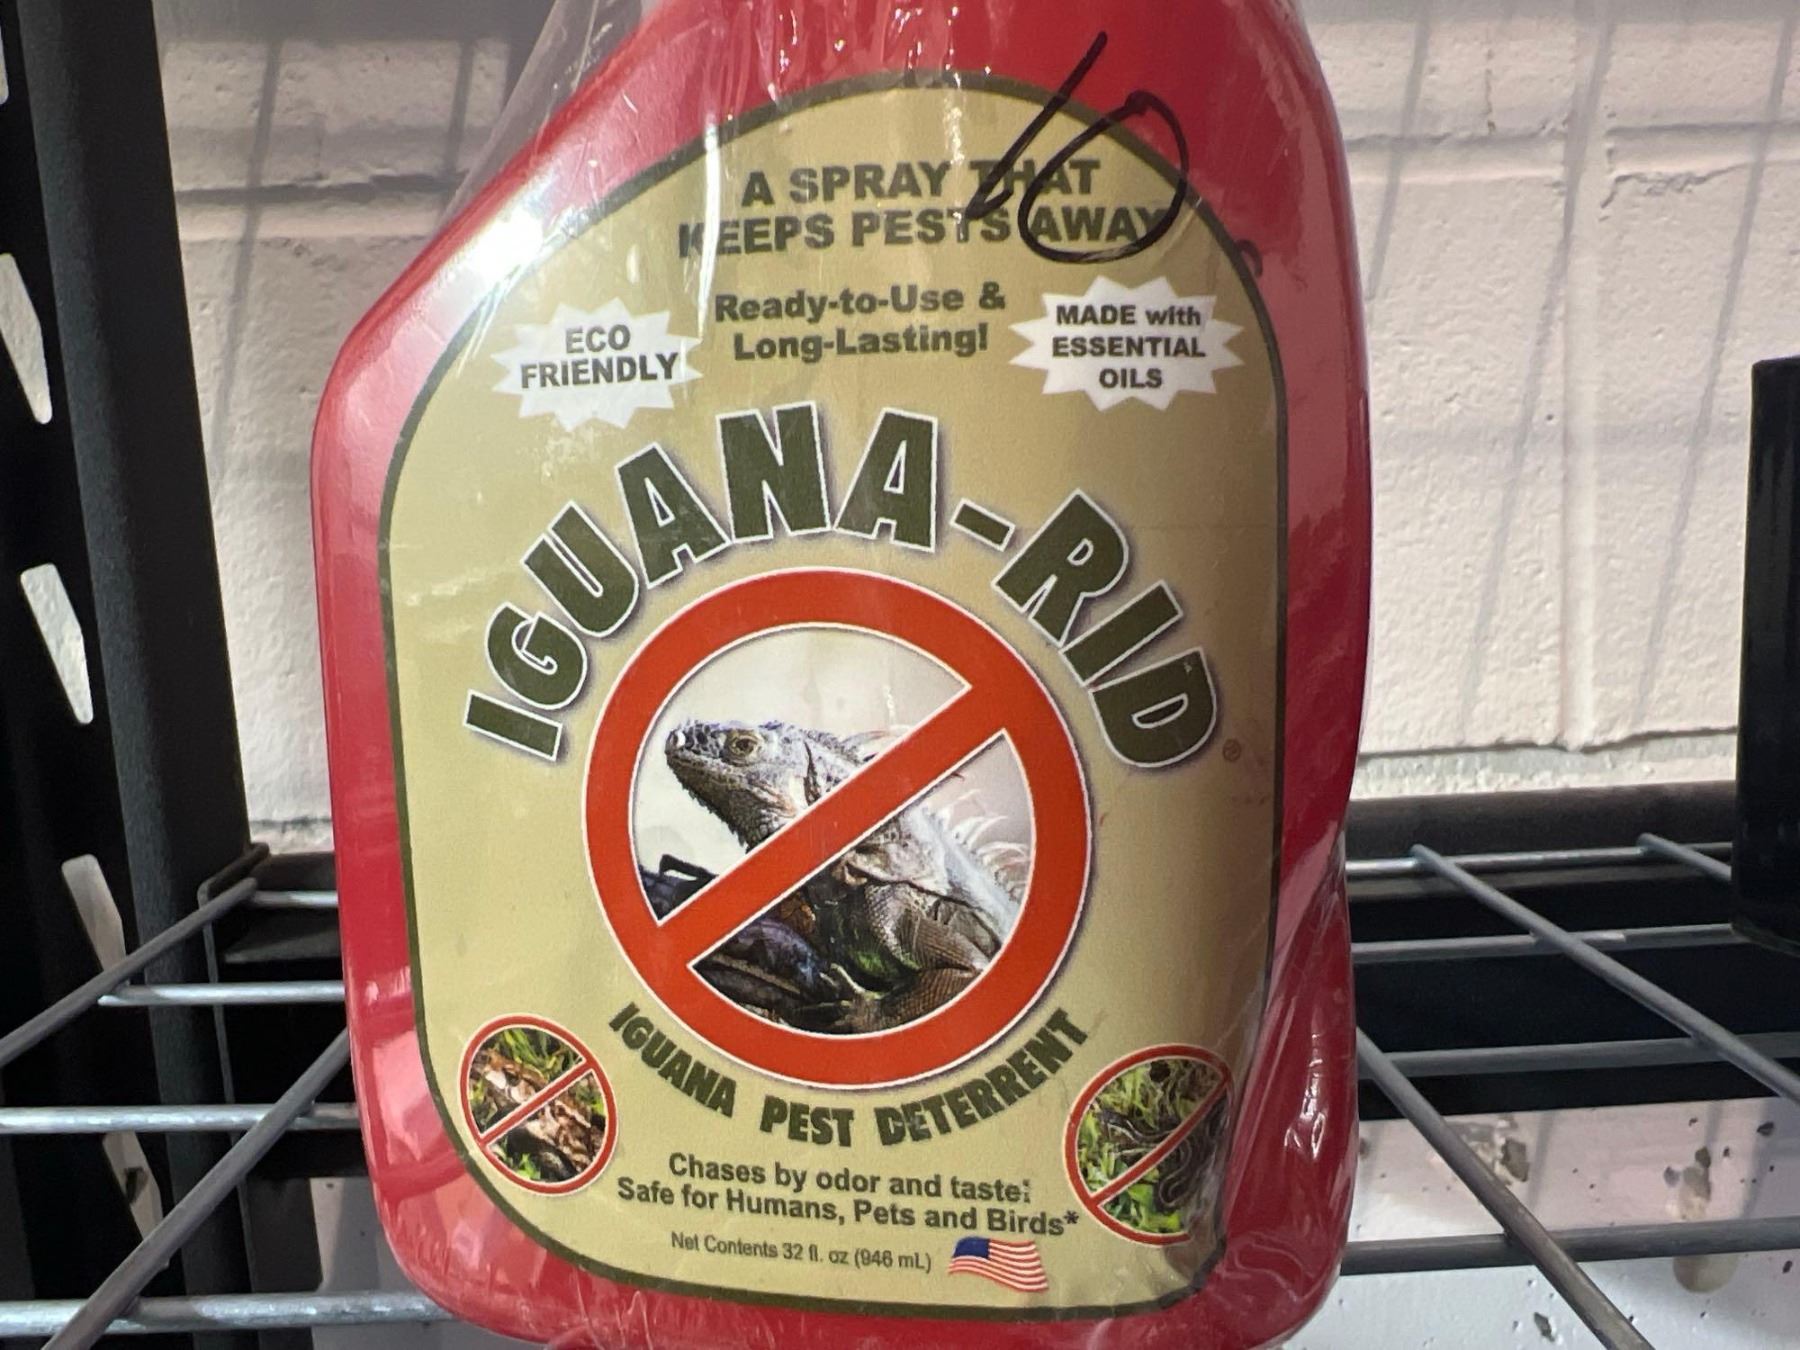 10
A SPRAY THAT
KEEPS PESTS AWAY
Ready-to-Use &
Long-Lasting!
ECO
FRIENDLY
MADE with
ESSENTIAL
OILS
IGUANA-RID®
IGUANA PEST DETERRENT
Chases by odor and taste:
Safe for Humans, Pets and Birds*
Net Contents 32 fl. oz (946 mL)